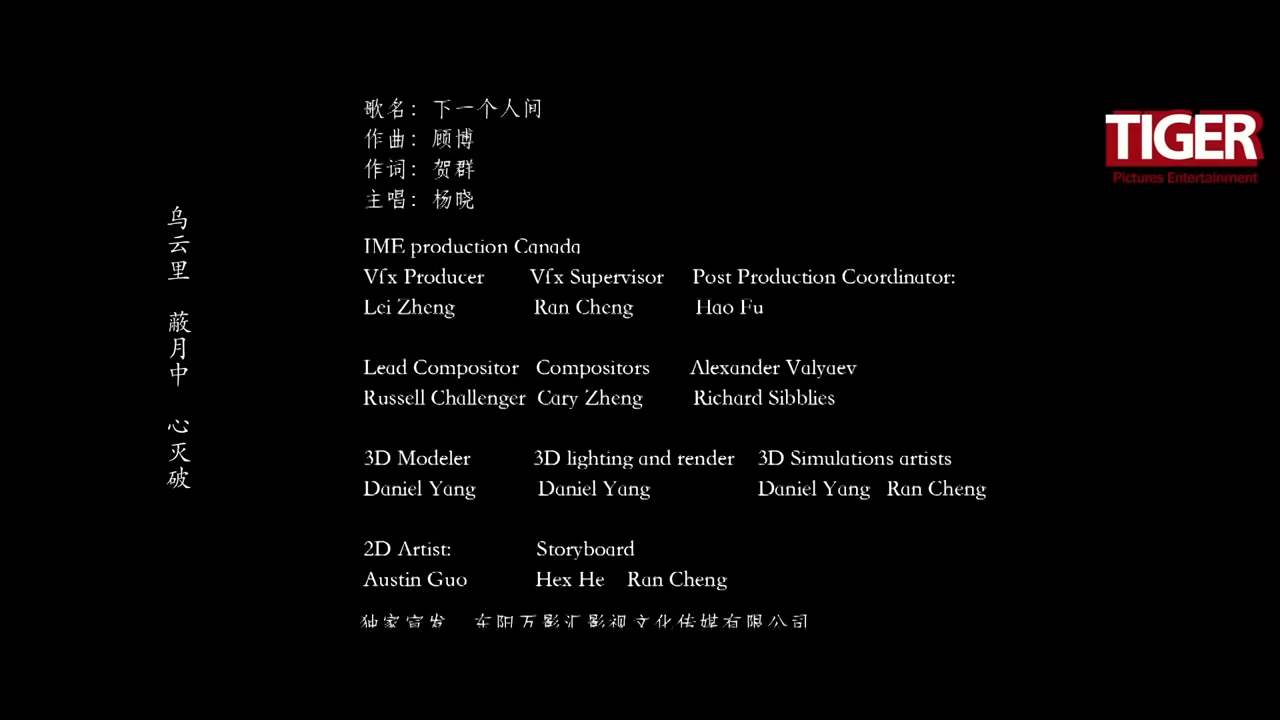 歌名：下一个人间
作曲：顾博
作词：贺群
主唱：杨晓
TIGER
Pictures Entertainment
乌云里 蔽月中 心灭破
IME production Canada
Vfx Producer Vfx Supervisor Post Production Coordinator:
Lei Zheng Ran Cheng Hao Fu
Lead Compositor Compositors Alexander Valyaev
Russell Challenger Cary Zheng Richard Sibblies
3D Modeler 3D lighting and render 3D Simulations artists
Daniel Yang Daniel Yang Daniel Yang Ran Cheng
2D Artist: Storyboard
Austin Guo Hex He Ran Cheng
独家宣发 东阳万影汇影视文化传媒有限公司